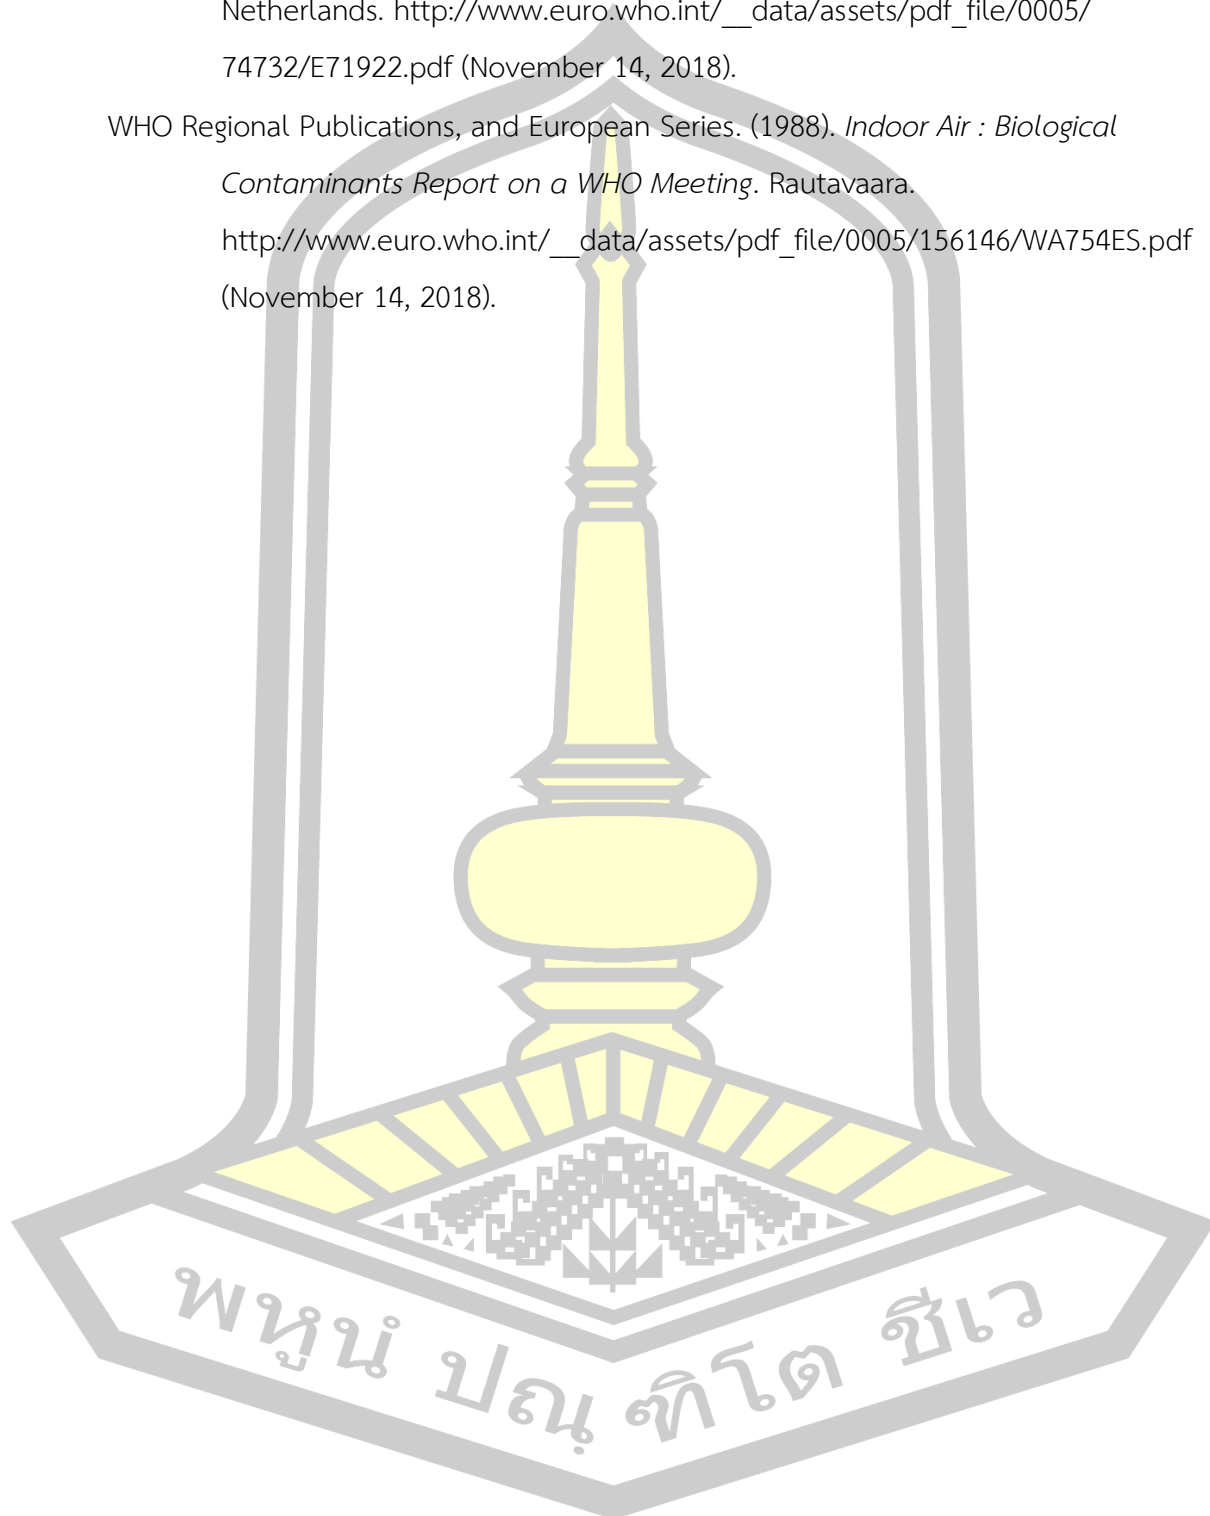 Netherlands. http://www.euro.who.int/__data/assets/pdf_file/0005/
74732/E71922.pdf (November 14, 2018).
WHO Regional Publications, and European Series. (1988). Indoor Air : Biological
Contaminants Report on a WHO Meeting. Rautavaara.
http://www.euro.who.int/__data/assets/pdf_file/0005/156146/WA754ES.pdf
(November 14, 2018).
พหูนํ ปณฺ ฑิโต ชีเว